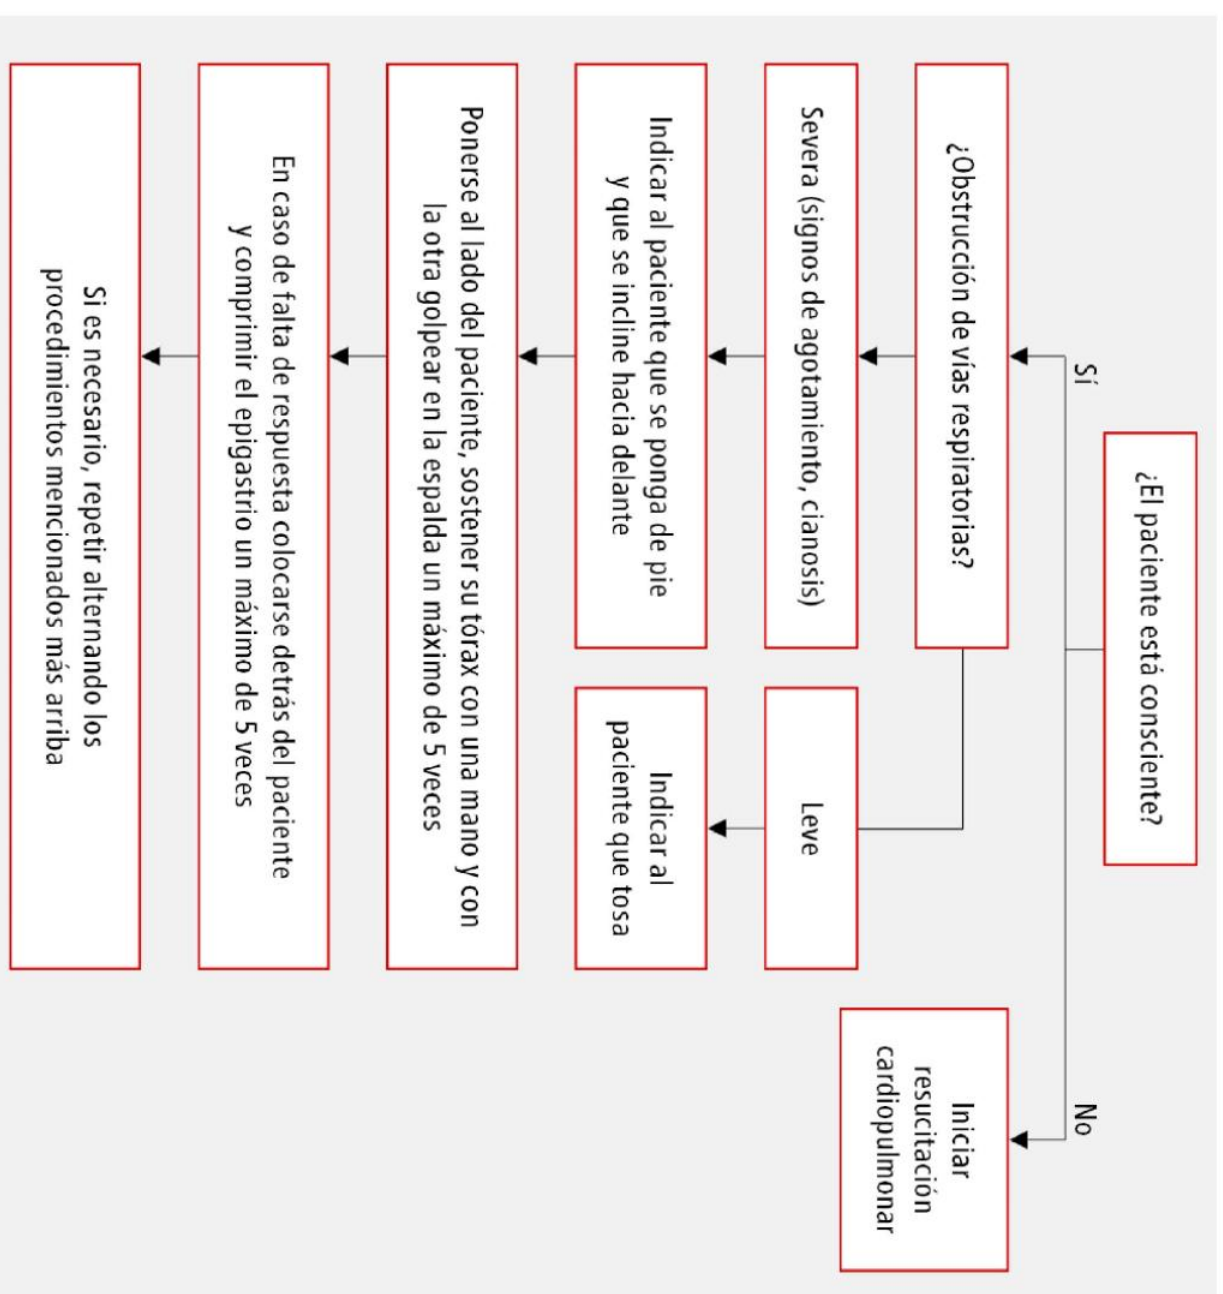 ¿El paciente está consciente?
Sí
No
¿Obstrucción de vías respiratorias?
Iniciar
resucitación
cardiopulmonar
Severa (signos de agotamiento, cianosis)
Leve
Indicar al paciente que se ponga de pie
y que se incline hacia delante
Indicar al
paciente que tosa
Ponerse al lado del paciente, sostener su tórax con una mano y con
la otra golpear en la espalda un máximo de 5 veces
En caso de falta de respuesta colocarse detrás del paciente
y comprimir el epigastrio un máximo de 5 veces
Si es necesario, repetir alternando los
procedimientos mencionados más arriba